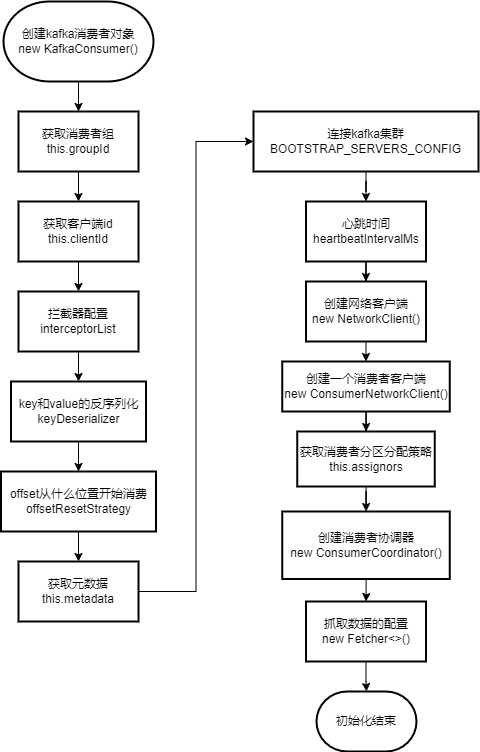 创建kafka消费者对象
new KafkaConsumer()
获取消费者组
this.groupId
获取客户端id
this.clientId
拦截器配置
interceptorList
key和value的反序列化
keyDeserializer
offset从什么位置开始消费
offsetResetStrategy
获取元数据
this.metadata
连接kafka集群
BOOTSTRAP_SERVERS_CONFIG
心跳时间
heartbeatIntervalMs
创建网络客户端
new NetworkClient()
创建一个消费者客户端
new ConsumerNetworkClient()
获取消费者分区分配策略
this.assignors
创建消费者协调器
new ConsumerCoordinator()
抓取数据的配置
new Fetcher<>()
初始化结束